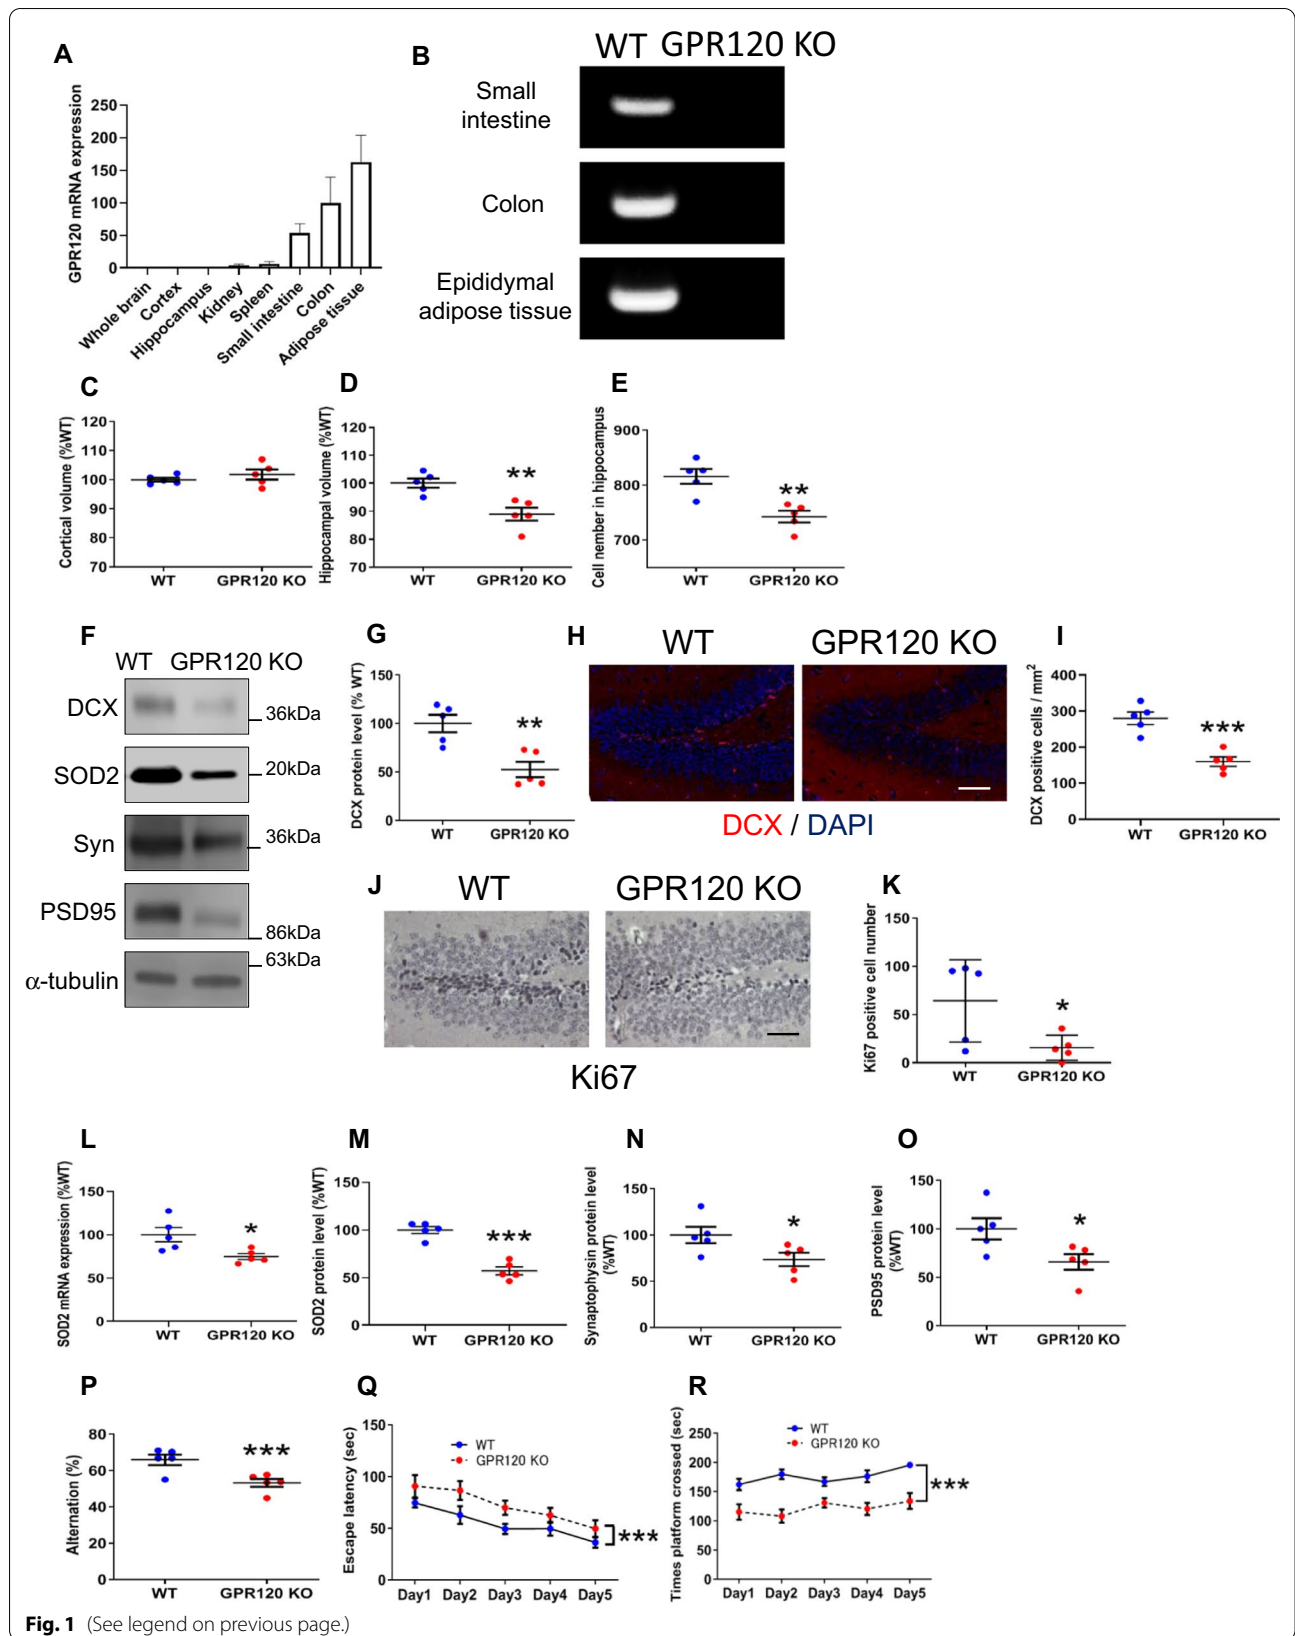 A
GPR120 mRNA expression
250
200
150
100
50
0
Whole brain
Cortex
Hippocampus
Kidney
Spleen
Small intestine
Colon
Adipose tissue
B
WT GPR120 KO
Small
intestine
Colon
Epididymal
adipose tissue
C
Cortical volume (%WT)
120
110
100
90
80
70
WT GPR120 KO
D
Hippocampal volume (%WT)
120
110
100
90
80
70
**
WT GPR120 KO
E
Cell nember in hippocampus
900
800
700
**
WT GPR120 KO
F
WT GPR120 KO
DCX
36kDa
SOD2
20kDa
Syn
36kDa
PSD95
86kDa
63kDa
α-tubulin
G
DCX protein level (% WT)
150
100
50
0
**
WT GPR120 KO
H
WT GPR120 KO
DCX / DAPI
I
DCX positive cells / mm2
400
300
200
100
0
***
WT GPR120 KO
J
WT GPR120 KO
Ki67
K
Ki67 positive cell number
150
100
50
0
*
WT GPR120 KO
L
SOD2 mRNA expression (%WT)
150
100
50
0
*
WT GPR120 KO
M
SOD2 protein level (%WT)
150
100
50
0
***
WT GPR120 KO
N
Synaptophysin protein level
(%WT)
150
100
50
0
*
WT GPR120 KO
O
PSD95 protein level
(%WT)
150
100
50
0
*
WT GPR120 KO
P
Alternation (%)
80
60
40
20
0
***
WT GPR120 KO
Q
Escape latency (sec)
150
100
50
0
WT
GPR120 KO
***
Day1 Day2 Day3 Day4 Day5
R
Times platform crossed (sec)
250
200
150
100
50
0
WT
GPR120 KO
***
Day1 Day2 Day3 Day4 Day5
Fig. 1 (See legend on previous page.)